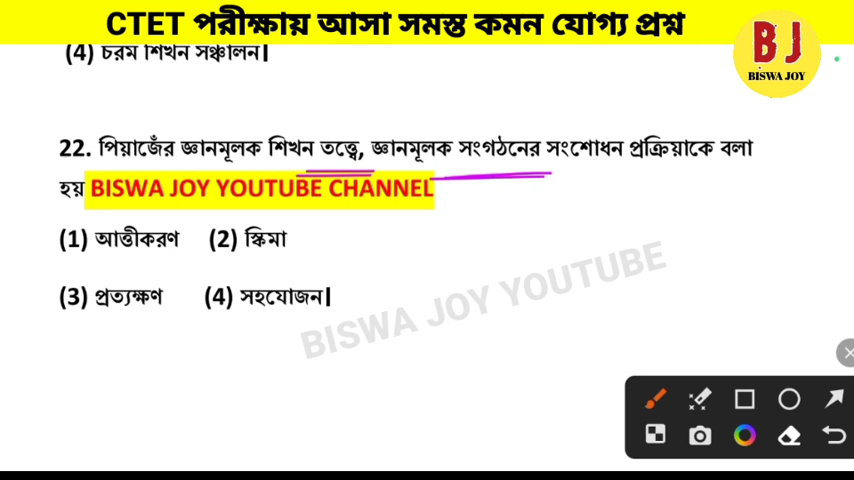 CTET পরীক্ষায় আসা সমস্ত কমন যোগ্য প্রশ্ন
BJ
BISWA JOY
(4) চরম শিখন সঞ্চালন।
22. পিয়াজেঁর জ্ঞানমূলক শিখন তত্ত্বে, জ্ঞানমূলক সংগঠনের সংশোধন প্রক্রিয়াকে বলা
হয় BISWA JOY YOUTUBE CHANNEL
(1) আত্তীকরণ (2) স্কিমা
(3) প্রত্যক্ষণ (4) সহযোজন।
BISWA JOY YOUTUBE